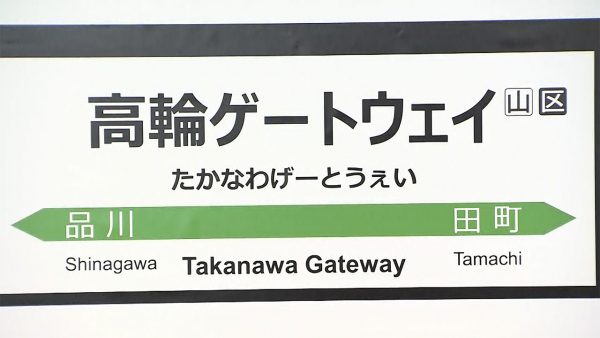 高輪ゲートウェイ 山 区
たかなわげーとうぇい
品川 田町
Shinagawa Takanawa Gateway Tamachi